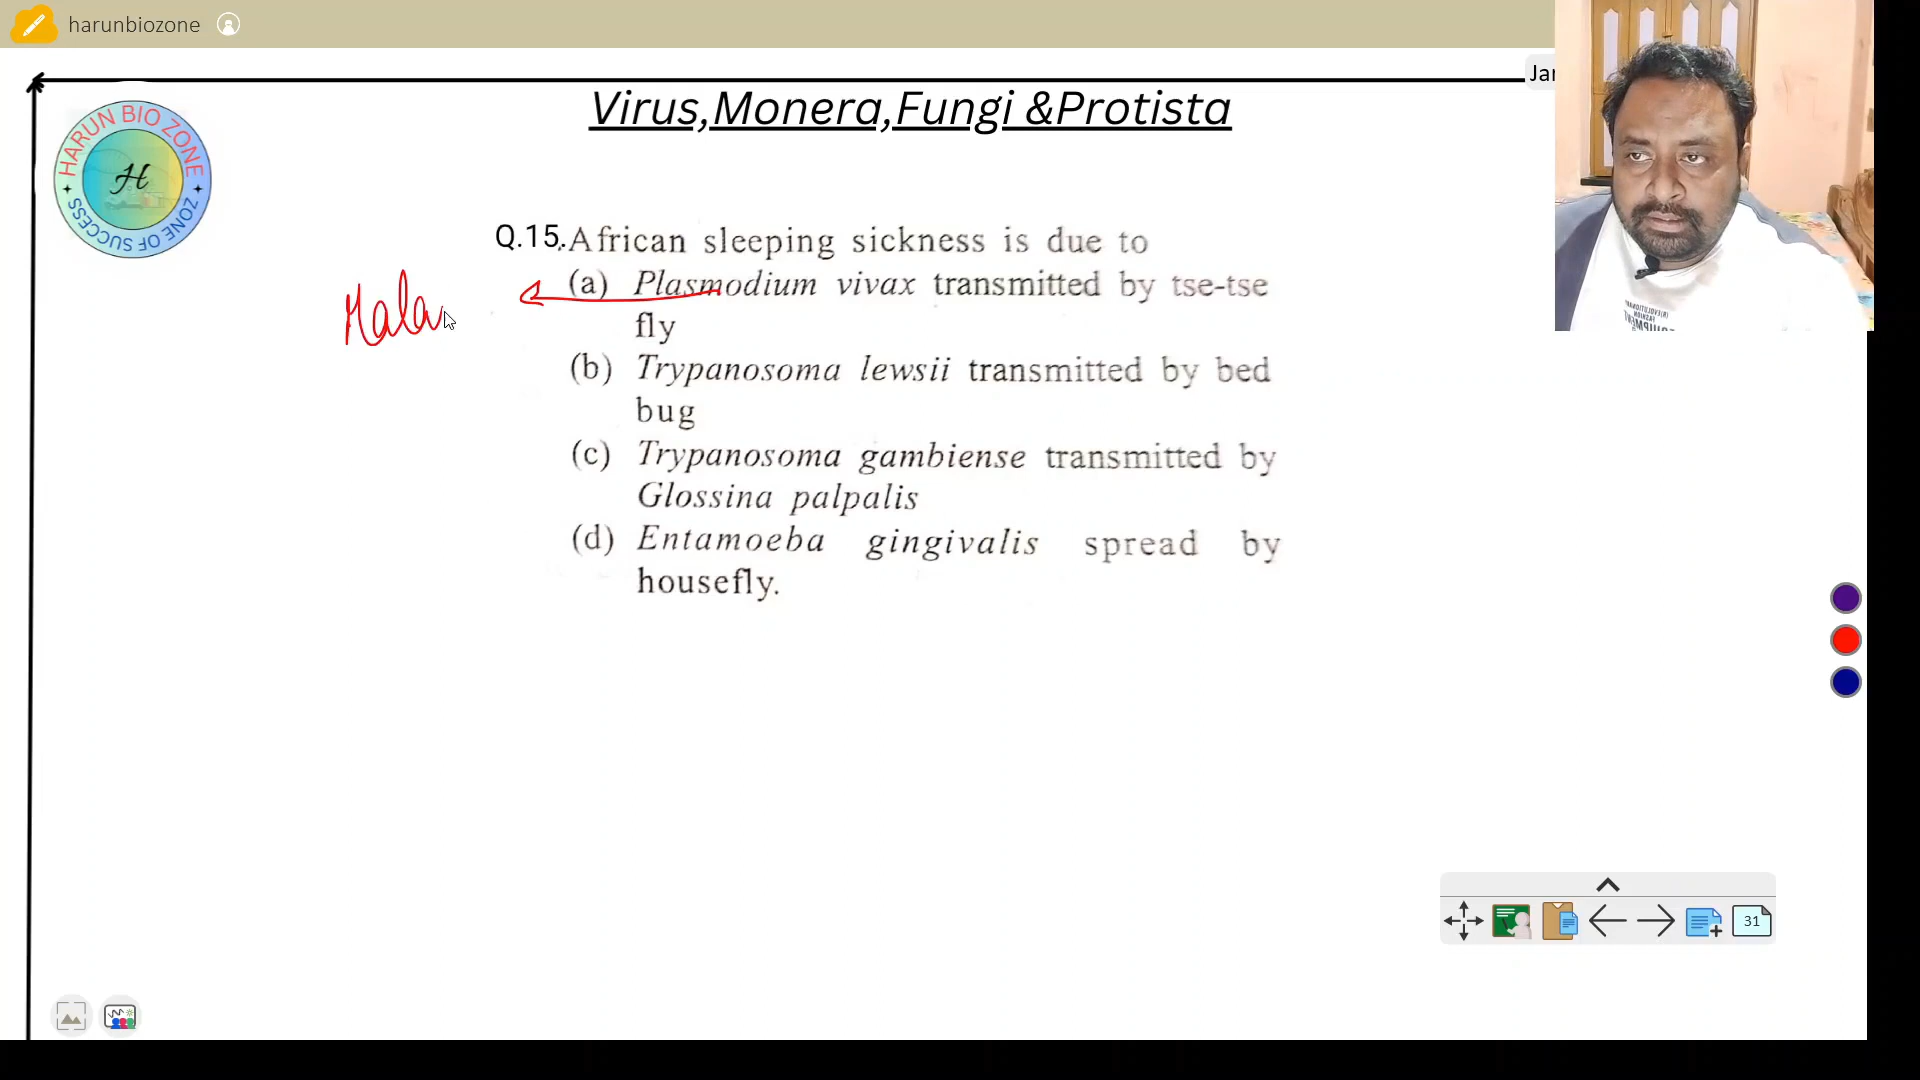 harunbiozone
Jan
Virus,Monera,Fungi &Protista
HARUN BIO ZONE
H
ZONE OF SUCCESS
Q.15. African sleeping sickness is due to
(a) Plasmodium vivax transmitted by tse-tse
fly
Mala
(b) Trypanosoma lewsii transmitted by bed
bug
(c) Trypanosoma gambiense transmitted by
Glossina palpalis
(d) Entamoeba gingivalis spread by
housefly.
31